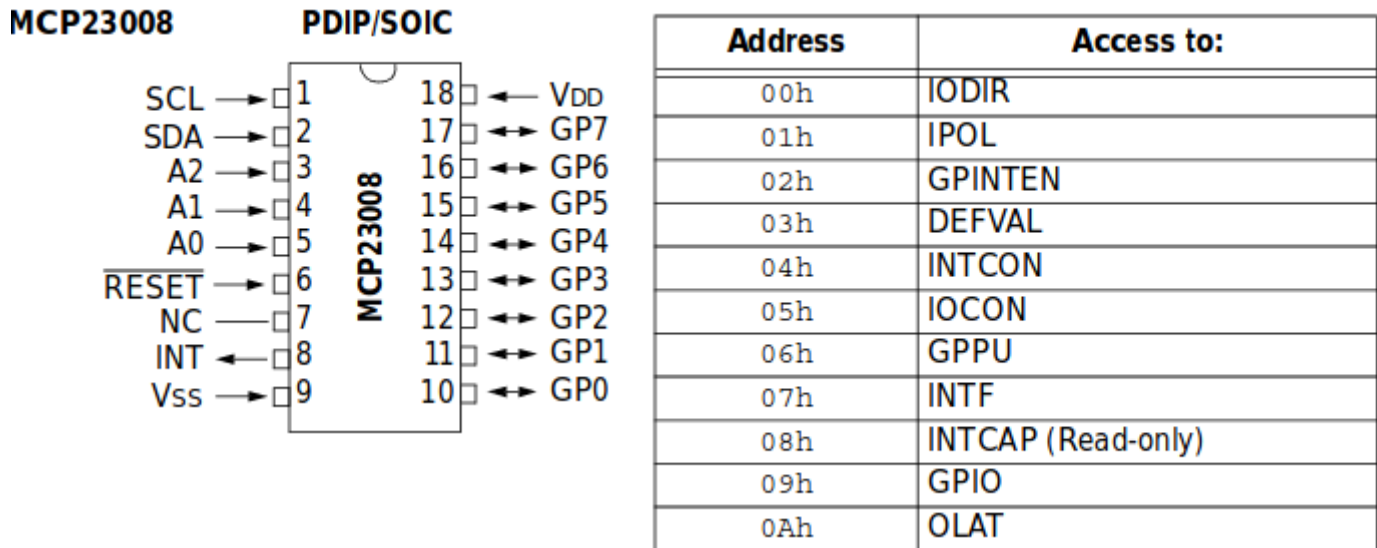 MCP23008 PDIP/SOIC
SCL 1 18 VDD
SDA 2 17 GP7
A2 3 16 GP6
A1 4 15 GP5
A0 5 14 GP4
RESET 6 13 GP3
NC 7 12 GP2
INT 8 11 GP1
Vss 9 10 GP0
MCP23008
Address Access to:
00h IODIR
01h IPOL
02h GPINTEN
03h DEFVAL
04h INTCON
05h IOCON
06h GPPU
07h INTF
08h INTCAP (Read-only)
09h GPIO
0Ah OLAT